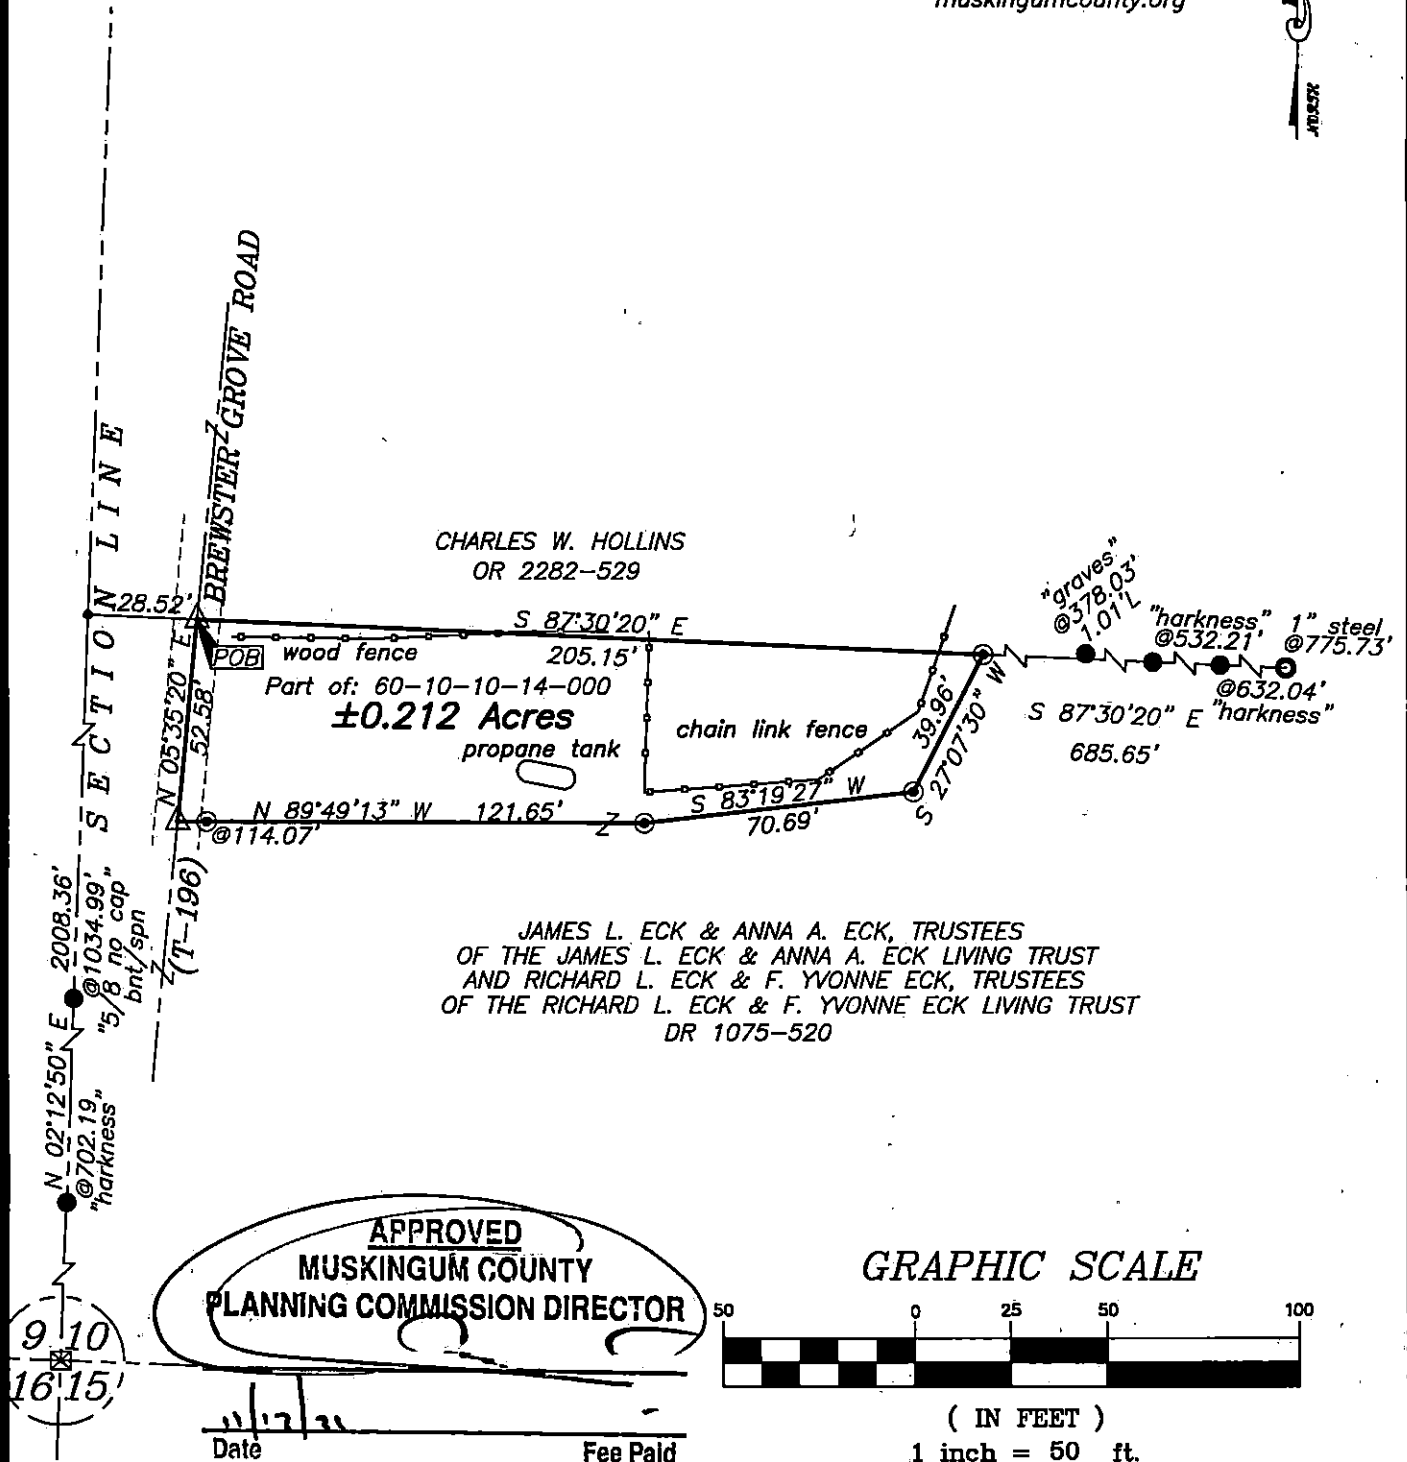 muskingumcounty.org
NORTH
BREWSTER GROVE ROAD
SECTION LINE
CHARLES W. HOLLINS
OR 2282-529
28.52'
S 87°30'20" E
205.15'
POB
wood fence
Part of: 60-10-10-14-000
±0.212 Acres
propane tank
chain link fence
N 05°35'20" E
52.58'
39.96'
S 27°07'30" W
"graves"
@378.03'
1.01'L
"harkness"
@532.21'
1" steel
@775.73'
@632.04'
"harkness"
S 87°30'20" E
685.65'
N 89°49'13" W 121.65'
@114.07'
S 83°19'27" W
70.69'
(T-196)
N 02°12'50" E 2008.36'
@1034.99'
"5/8 no cap"
bnt/spn
@702.19'
"harkness"
JAMES L. ECK & ANNA A. ECK, TRUSTEES
OF THE JAMES L. ECK & ANNA A. ECK LIVING TRUST
AND RICHARD L. ECK & F. YVONNE ECK, TRUSTEES
OF THE RICHARD L. ECK & F. YVONNE ECK LIVING TRUST
DR 1075-520
APPROVED
MUSKINGUM COUNTY
PLANNING COMMISSION DIRECTOR
Date
Fee Paid
9 10
16 15
GRAPHIC SCALE
50 0 25 50 100
( IN FEET )
1 inch = 50 ft.